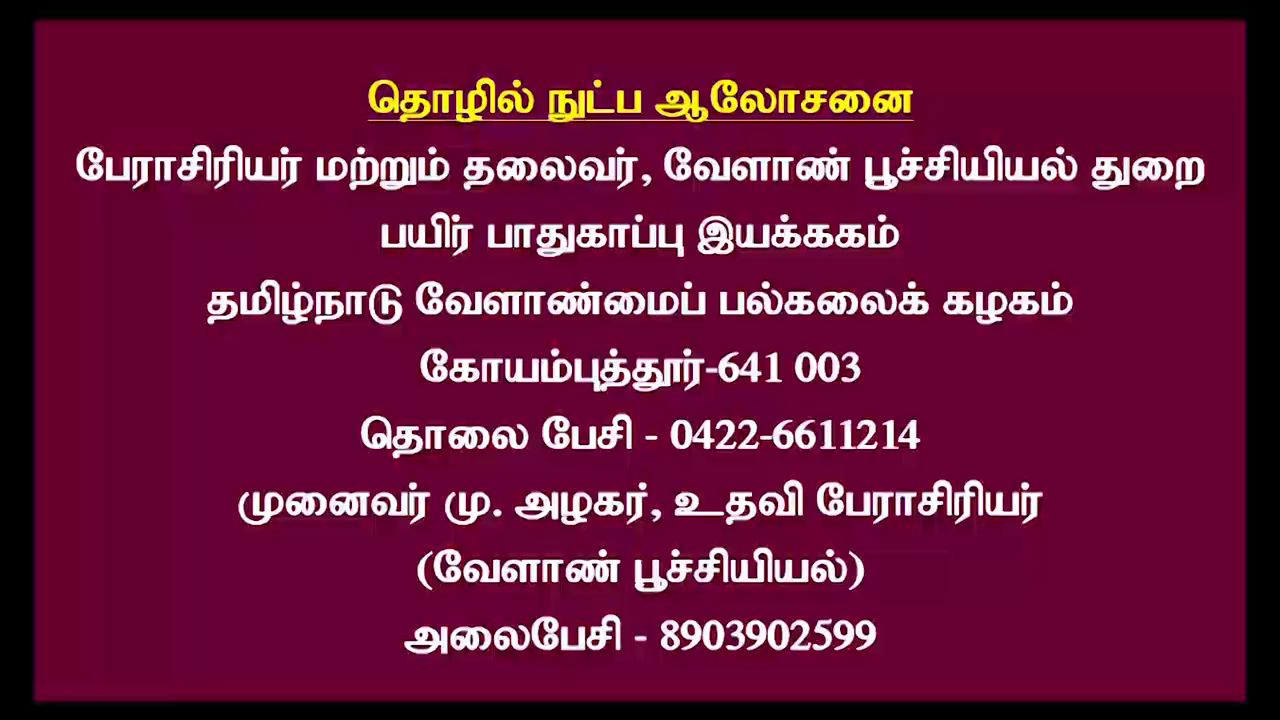 தொழில் நுட்ப ஆலோசனை
பேராசிரியர் மற்றும் தலைவர், வேளாண் பூச்சியியல் துறை
பயிர் பாதுகாப்பு இயக்ககம்
தமிழ்நாடு வேளாண்மைப் பல்கலைக் கழகம்
கோயம்புத்தூர்-641 003
தொலை பேசி - 0422-6611214
முனைவர் மு. அழகர், உதவி பேராசிரியர்
(வேளாண் பூச்சியியல்)
அலைபேசி - 8903902599